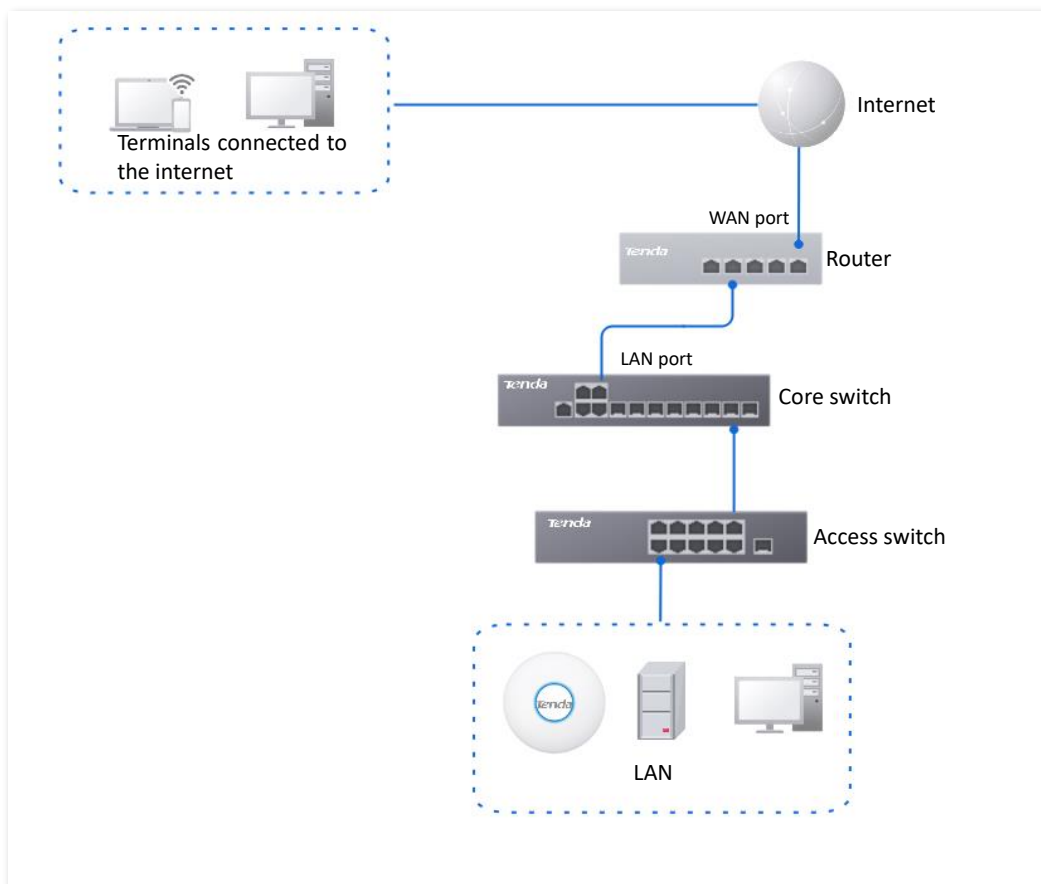 Terminals connected to
the internet
Internet
WAN port
Tenda
Router
LAN port
Tenda
Core switch
Tenda
Access switch
Tenda
LAN